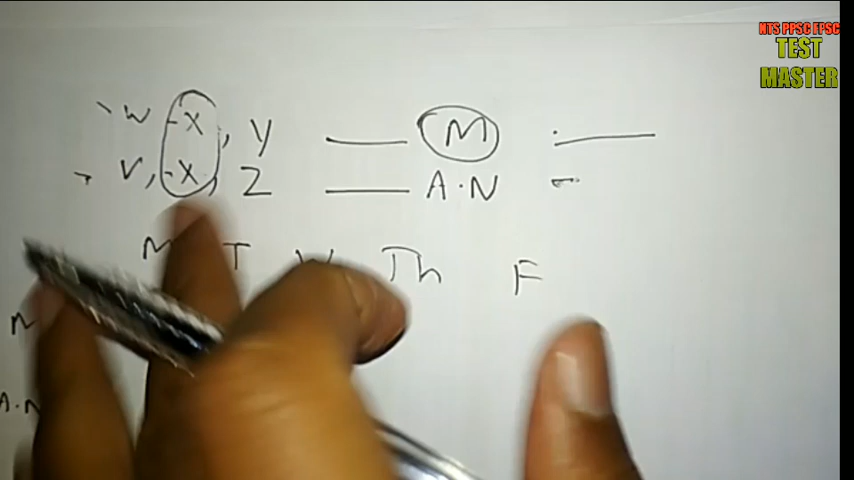 NTS PPSC FPSC
TEST
MASTER
W - X , Y — M —
V, - X , Z — A.N -
M T W Th F
A.N